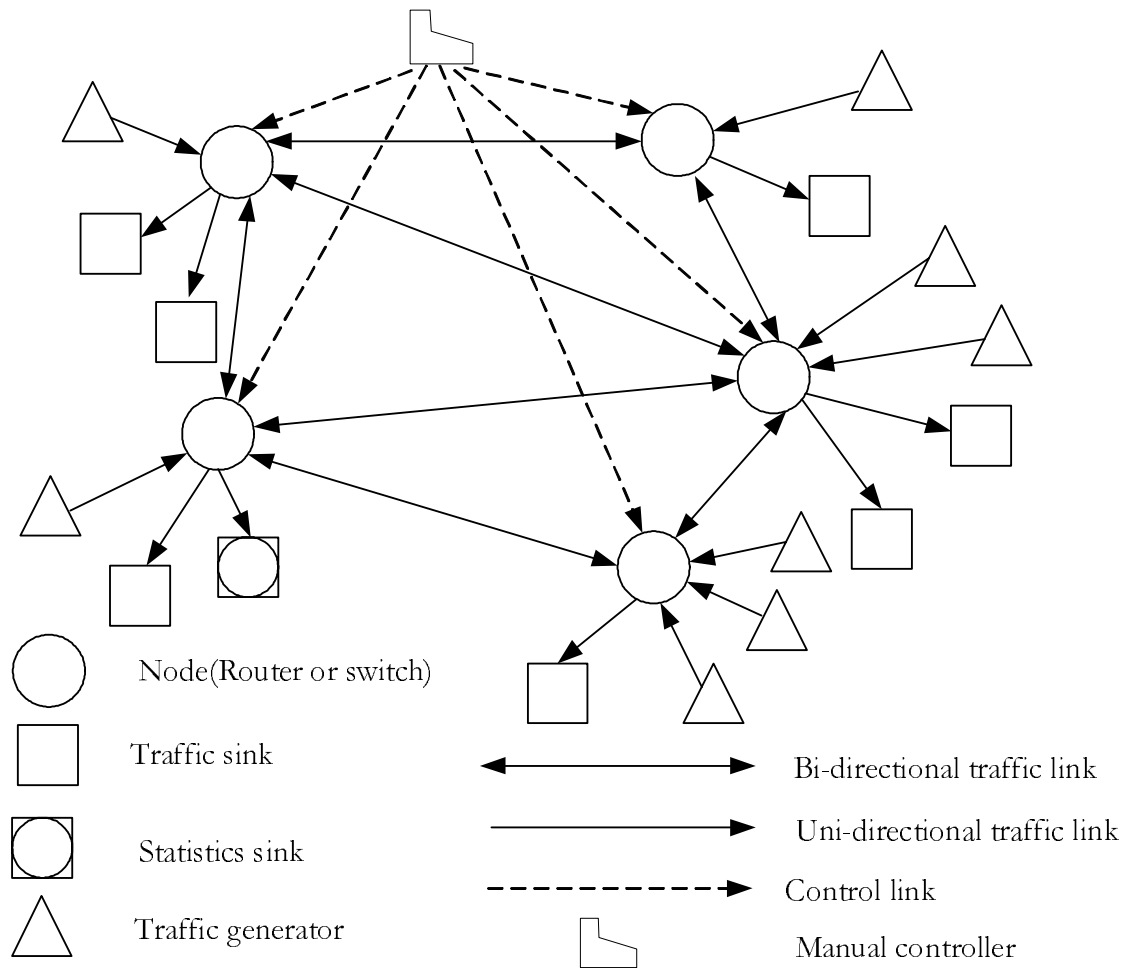 Node(Router or switch)
Traffic sink
Statistics sink
Traffic generator
Bi-directional traffic link
Uni-directional traffic link
Control link
Manual controller